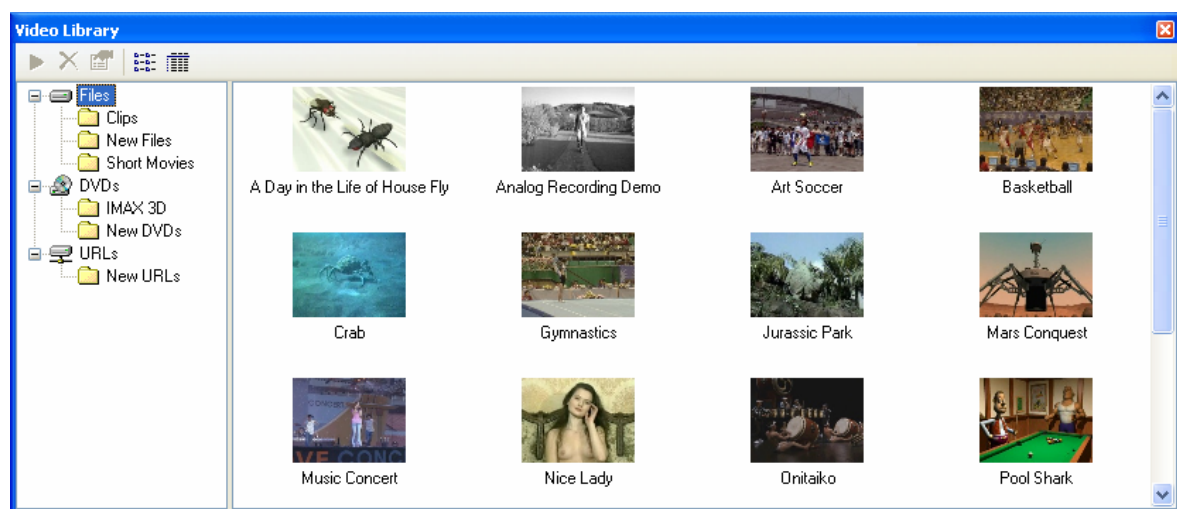 Video Library
Files
Clips
New Files
Short Movies
DVDs
IMAX 3D
New DVDs
URLs
New URLs
A Day in the Life of House Fly
Analog Recording Demo
Art Soccer
Basketball
Crab
Gymnastics
Jurassic Park
Mars Conquest
VE CONC
Music Concert
Nice Lady
Onitaiko
Pool Shark